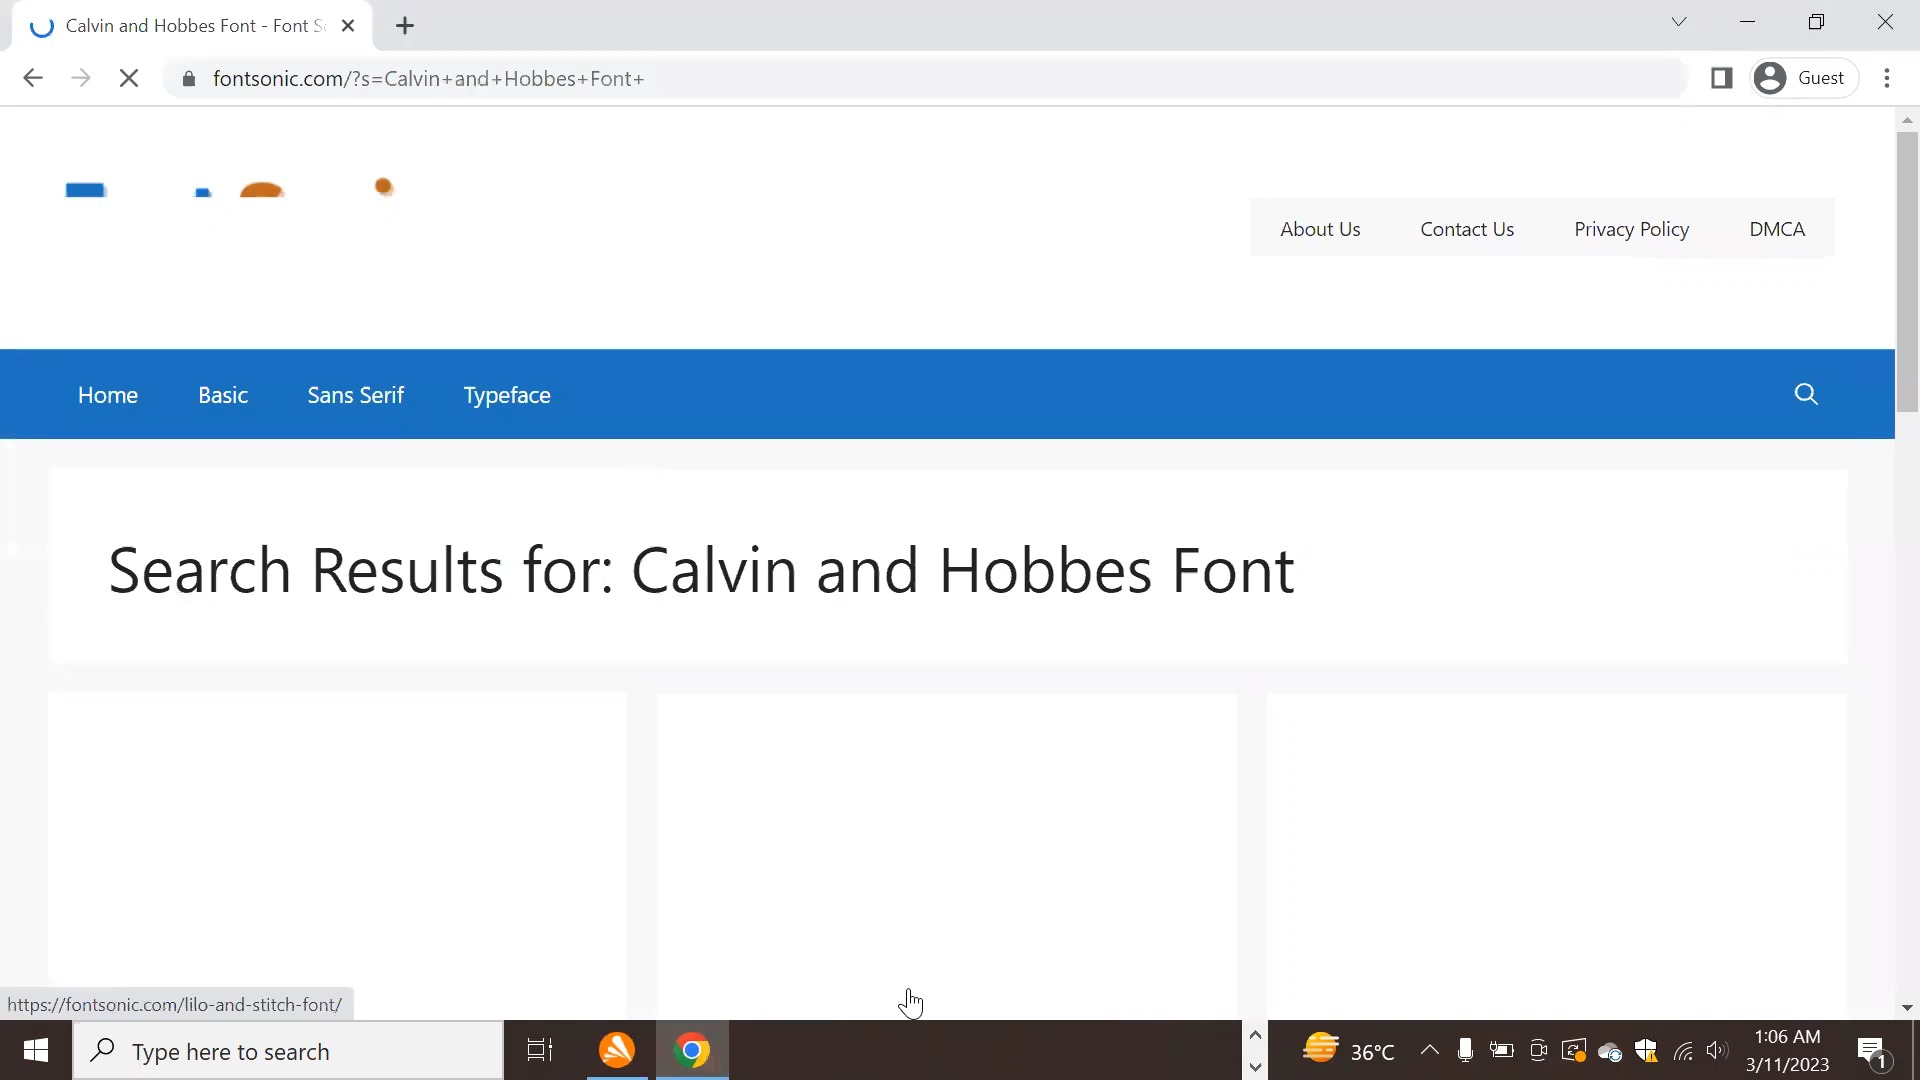 Calvin and Hobbes Font - Font S
fontsonic.com/?s=Calvin+and+Hobbes+Font+
Guest
About Us
Contact Us
Privacy Policy
DMCA
Home
Basic
Sans Serif
Typeface
Search Results for: Calvin and Hobbes Font
https://fontsonic.com/lilo-and-stitch-font/
Type here to search
36°C
1:06 AM
3/11/2023
1